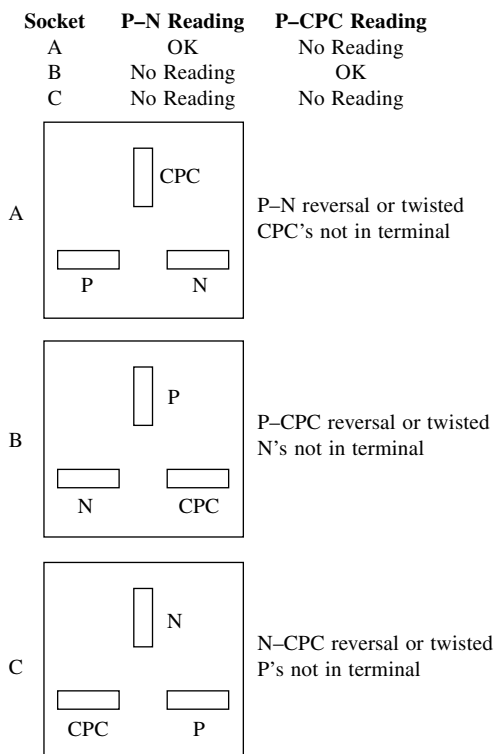 Socket P–N Reading P–CPC Reading
A OK No Reading
B No Reading OK
C No Reading No Reading
CPC
A
P–N reversal or twisted
CPC's not in terminal
P N
P
B
P–CPC reversal or twisted
N's not in terminal
N CPC
N
C
N–CPC reversal or twisted
P's not in terminal
CPC P